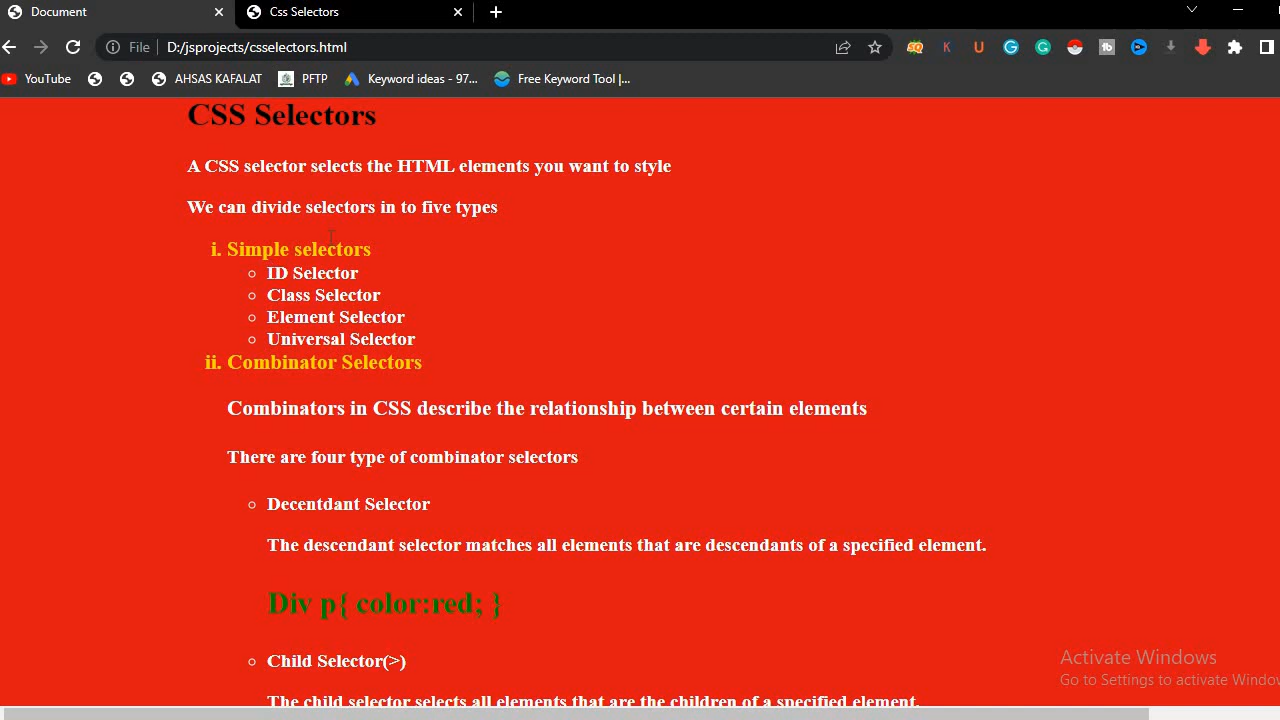 Document
Css Selectors
File
D:/jsprojects/csselectors.html
YouTube
AHSAS KAFALAT
PFTP
Keyword ideas - 97...
Free Keyword Tool |...
CSS Selectors
A CSS selector selects the HTML elements you want to style
We can divide selectors in to five types
i. Simple selectors
ID Selector
Class Selector
Element Selector
Universal Selector
ii. Combinator Selectors
Combinators in CSS describe the relationship between certain elements
There are four type of combinator selectors
Decentdant Selector
The descendant selector matches all elements that are descendants of a specified element.
Div p{ color:red; }
Child Selector(>)
The child selector selects all elements that are the children of a specified element.
Activate Windows
Go to Settings to activate Windo